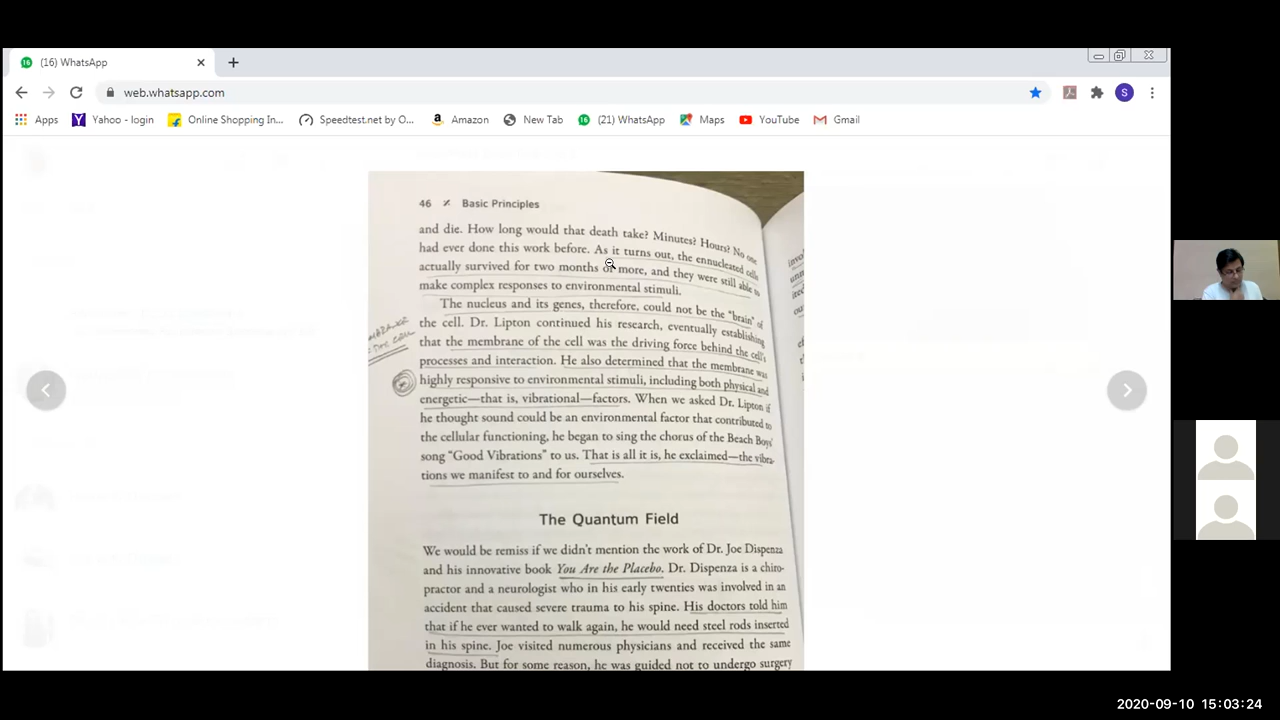 (16) WhatsApp
web.whatsapp.com
S
Apps
Yahoo - login
Online Shopping In...
Speedtest.net by O...
Amazon
New Tab
(21) WhatsApp
Maps
YouTube
Gmail
46 Basic Principles
and die. How long would that death take? Minutes? Hours? No one
had ever done this work before. As it turns out, the ennucleated cells
actually survived for two months or more, and they were still able to
make complex responses to environmental stimuli.
The nucleus and its genes, therefore, could not be the "brain" of
the cell. Dr. Lipton continued his research, eventually establishing
that the membrane of the cell was the driving force behind the cell's
processes and interaction. He also determined that the membrane was
highly responsive to environmental stimuli, including both physical and
energetic—that is, vibrational—factors. When we asked Dr. Lipton if
he thought sound could be an environmental factor that contributed to
the cellular functioning, he began to sing the chorus of the Beach Boys'
song "Good Vibrations" to us. That is all it is, he exclaimed—the vibra-
tions we manifest to and for ourselves.
The Quantum Field
We would be remiss if we didn't mention the work of Dr. Joe Dispenza
and his innovative book You Are the Placebo. Dr. Dispenza is a chiro-
practor and a neurologist who in his early twenties was involved in an
accident that caused severe trauma to his spine. His doctors told him
that if he ever wanted to walk again, he would need steel rods inserted
in his spine. Joe visited numerous physicians and received the same
diagnosis. But for some reason, he was guided not to undergo surgery
2020-09-10 15:03:24